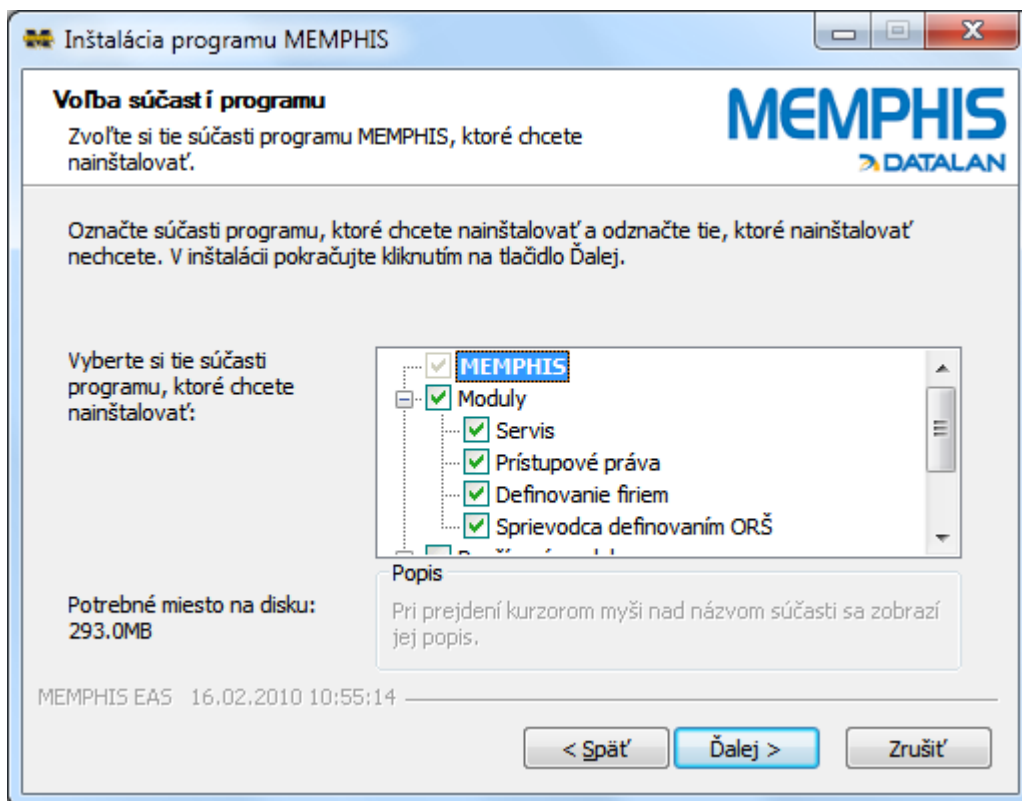 Inštalácia programu MEMPHIS
Voľba súčastí programu
Zvoľte si tie súčasti programu MEMPHIS, ktoré chcete
nainštalovať.
MEMPHIS
DATALAN
Označte súčasti programu, ktoré chcete nainštalovať a odznačte tie, ktoré nainštalovať
nechcete. V inštalácii pokračujte kliknutím na tlačidlo Ďalej.
Vyberte si tie súčasti
programu, ktoré chcete
nainštalovať:
MEMPHIS
Moduly
Servis
Prístupové práva
Definovanie firiem
Sprievodca definovaním ORŠ
Potrebné miesto na disku:
293.0MB
Popis
Pri prejdení kurzorom myši nad názvom súčasti sa zobrazí
jej popis.
MEMPHIS EAS 16.02.2010 10:55:14
< Späť
Ďalej >
Zrušiť